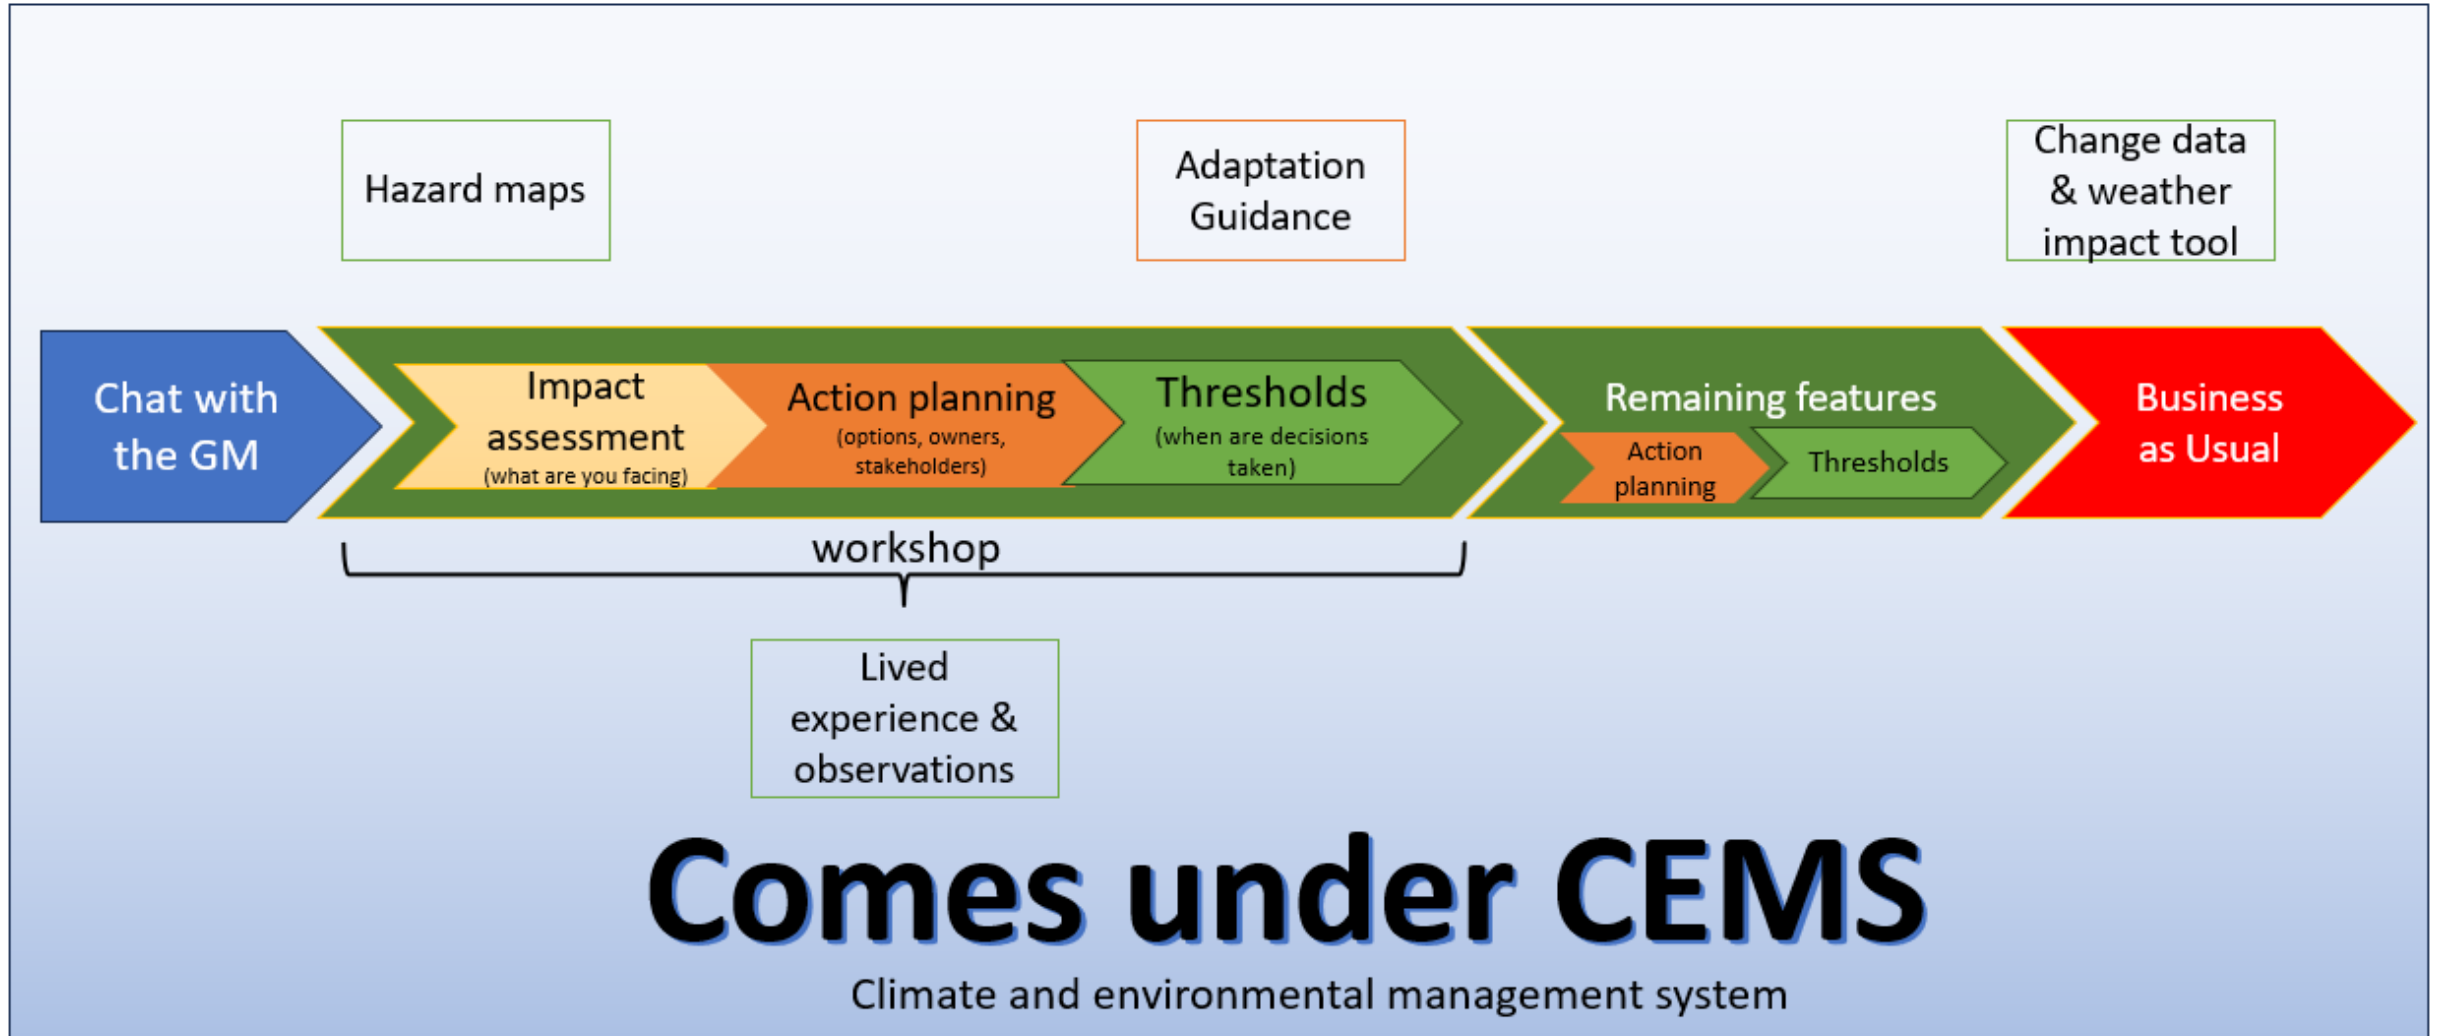 Hazard maps
Adaptation
Guidance
Change data
& weather
impact tool
Chat with
the GM
Impact
assessment
(what are you facing)
Action planning
(options, owners,
stakeholders)
Thresholds
(when are decisions
taken)
Remaining features
Action
planning
Thresholds
Business
as Usual
workshop
Lived
experience &
observations
Comes under CEMS
Climate and environmental management system